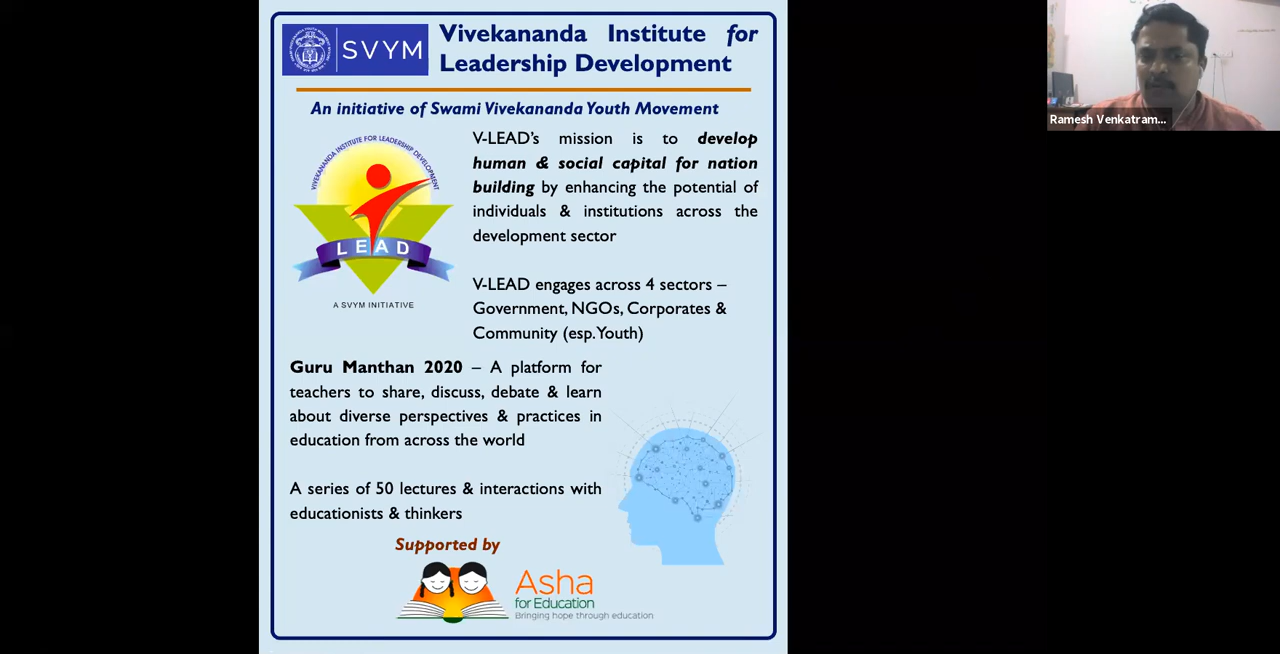 SVYM
Vivekananda Institute for
Leadership Development
An initiative of Swami Vivekananda Youth Movement
VIVEKANANDA INSTITUTE FOR LEADERSHIP DEVELOPMENT
LEAD
A SVYM INITIATIVE
V-LEAD's mission is to develop
human & social capital for nation
building by enhancing the potential of
individuals & institutions across the
development sector
V-LEAD engages across 4 sectors –
Government, NGOs, Corporates &
Community (esp. Youth)
Guru Manthan 2020 – A platform for
teachers to share, discuss, debate & learn
about diverse perspectives & practices in
education from across the world
A series of 50 lectures & interactions with
educationists & thinkers
Supported by
Asha
for Education
Bringing hope through education
Ramesh Venkatram...